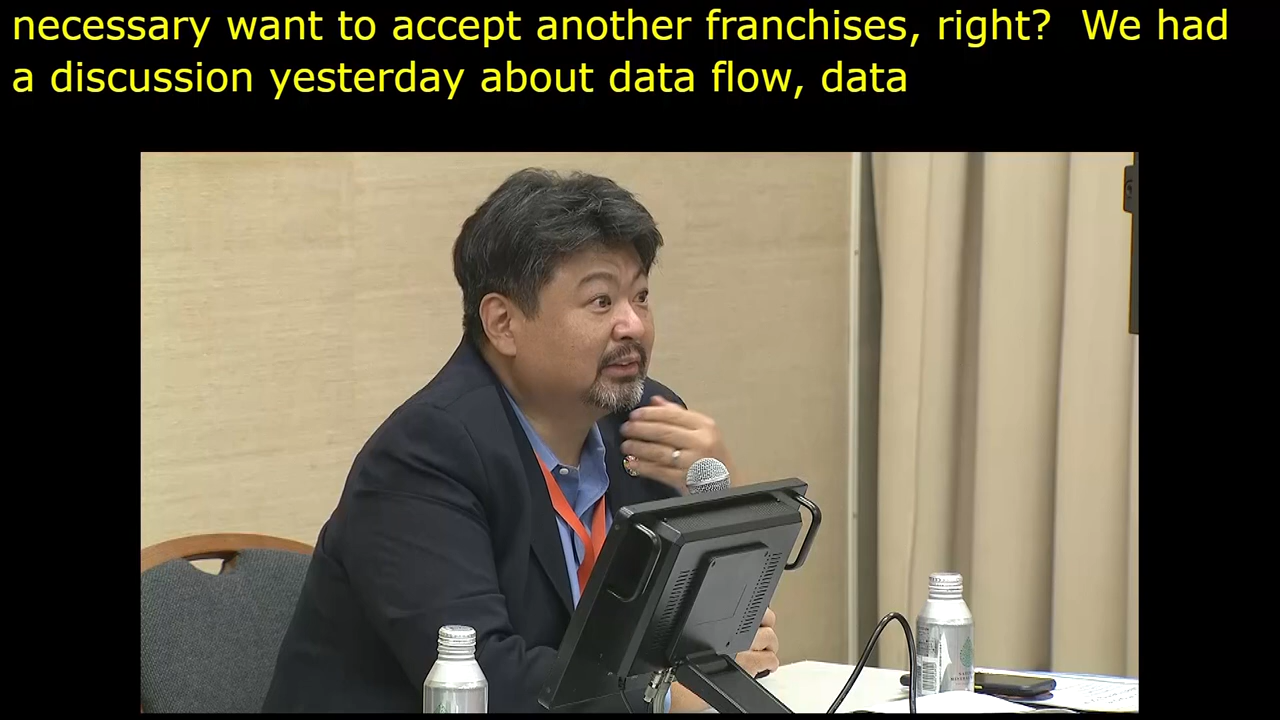 necessary want to accept another franchises, right?  We had
a discussion yesterday about data flow, data